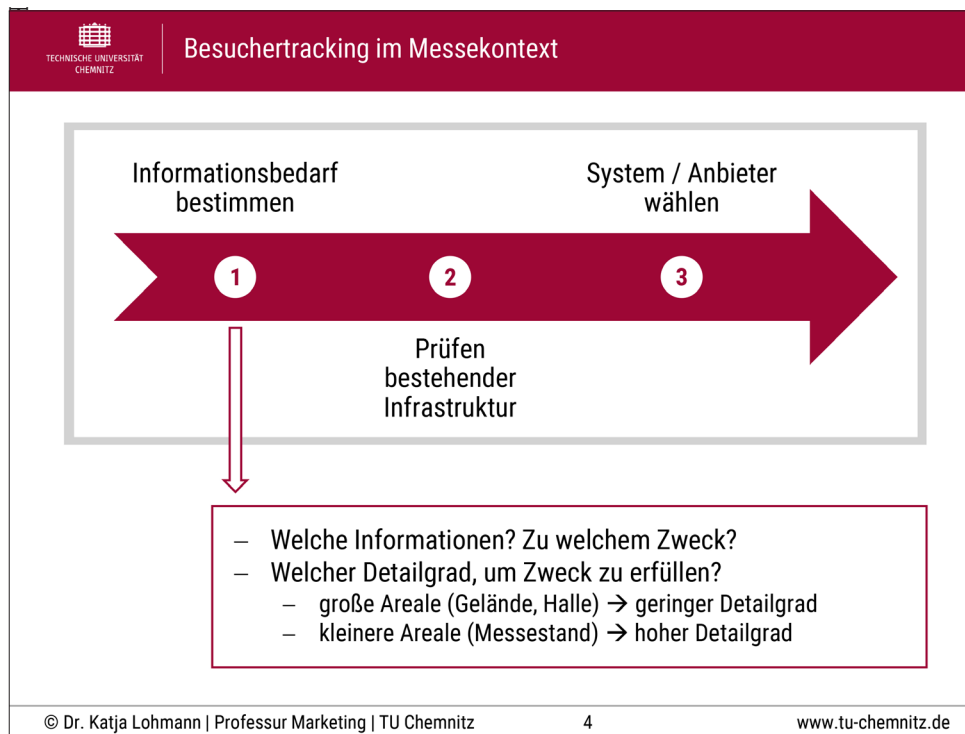 TECHNISCHE UNIVERSITÄT
CHEMNITZ
Besuchertracking im Messekontext
Informationsbedarf
bestimmen
System / Anbieter
wählen
1
2
3
Prüfen
bestehender
Infrastruktur
– Welche Informationen? Zu welchem Zweck?
– Welcher Detailgrad, um Zweck zu erfüllen?
– große Areale (Gelände, Halle) → geringer Detailgrad
– kleinere Areale (Messestand) → hoher Detailgrad
© Dr. Katja Lohmann | Professur Marketing | TU Chemnitz
4
www.tu-chemnitz.de